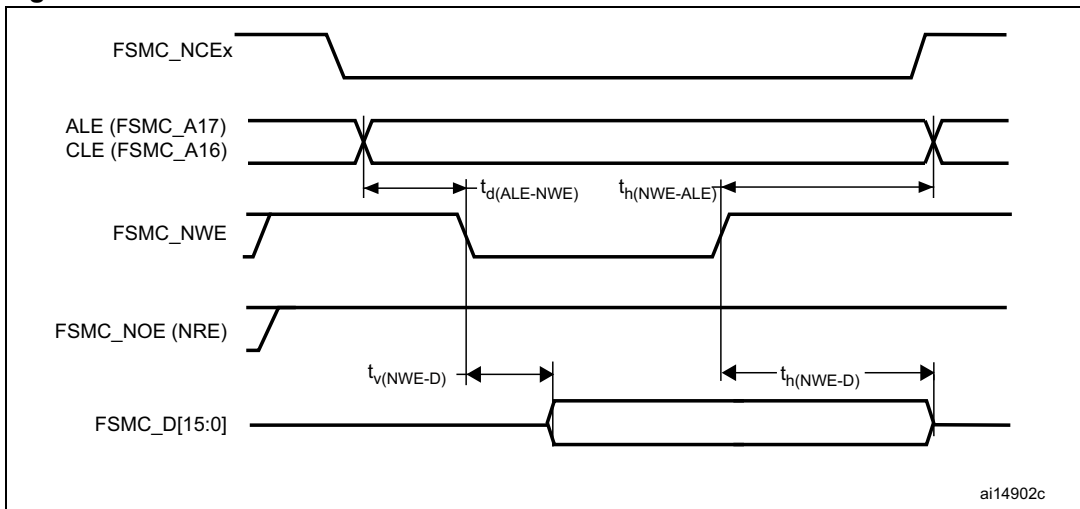 FSMC_NCEx
ALE (FSMC_A17)
CLE (FSMC_A16)
td(ALE-NWE)
th(NWE-ALE)
FSMC_NWE
FSMC_NOE (NRE)
tv(NWE-D)
th(NWE-D)
FSMC_D[15:0]
ai14902c